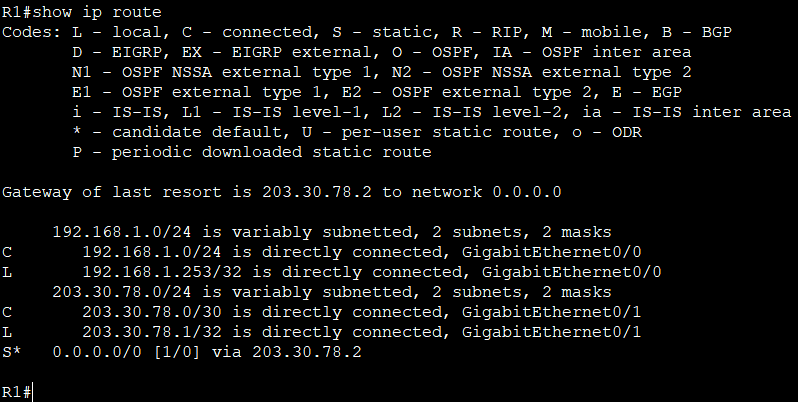 R1#show ip route
Codes: L - local, C - connected, S - static, R - RIP, M - mobile, B - BGP
       D - EIGRP, EX - EIGRP external, O - OSPF, IA - OSPF inter area
       N1 - OSPF NSSA external type 1, N2 - OSPF NSSA external type 2
       E1 - OSPF external type 1, E2 - OSPF external type 2, E - EGP
       i - IS-IS, L1 - IS-IS level-1, L2 - IS-IS level-2, ia - IS-IS inter area
       * - candidate default, U - per-user static route, o - ODR
       P - periodic downloaded static route

Gateway of last resort is 203.30.78.2 to network 0.0.0.0

     192.168.1.0/24 is variably subnetted, 2 subnets, 2 masks
C       192.168.1.0/24 is directly connected, GigabitEthernet0/0
L       192.168.1.253/32 is directly connected, GigabitEthernet0/0
     203.30.78.0/24 is variably subnetted, 2 subnets, 2 masks
C       203.30.78.0/30 is directly connected, GigabitEthernet0/1
L       203.30.78.1/32 is directly connected, GigabitEthernet0/1
S*   0.0.0.0/0 [1/0] via 203.30.78.2

R1#